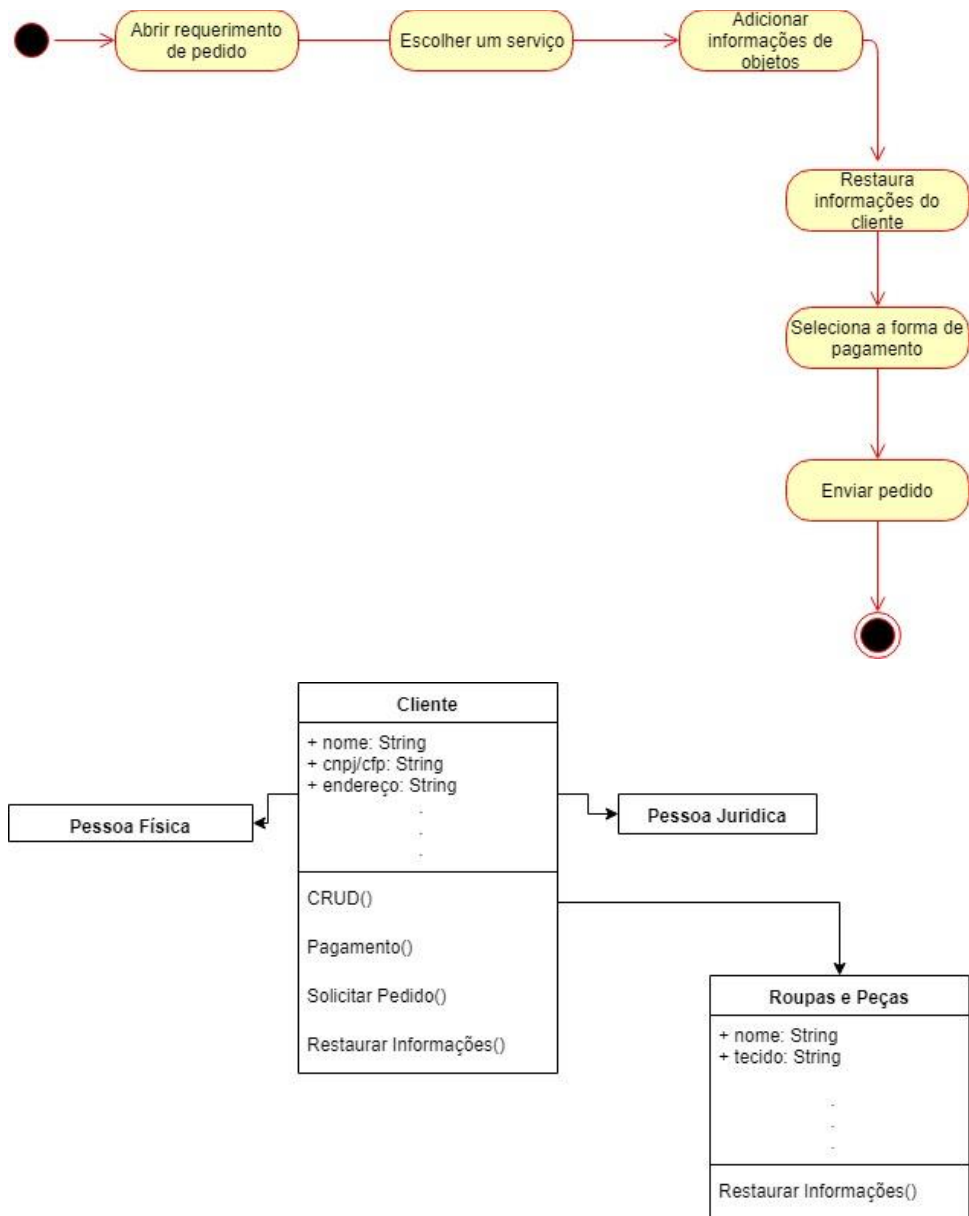 Abrir requerimento
de pedido
Escolher um serviço
Adicionar
informações de
objetos
Restaura
informações do
cliente
Seleciona a forma de
pagamento
Enviar pedido
Cliente
+ nome: String
+ cnpj/cfp: String
+ endereço: String
.
.
.
Pessoa Física
Pessoa Juridica
CRUD()
Pagamento()
Solicitar Pedido()
Restaurar Informações()
Roupas e Peças
+ nome: String
+ tecido: String
.
.
.
Restaurar Informações()